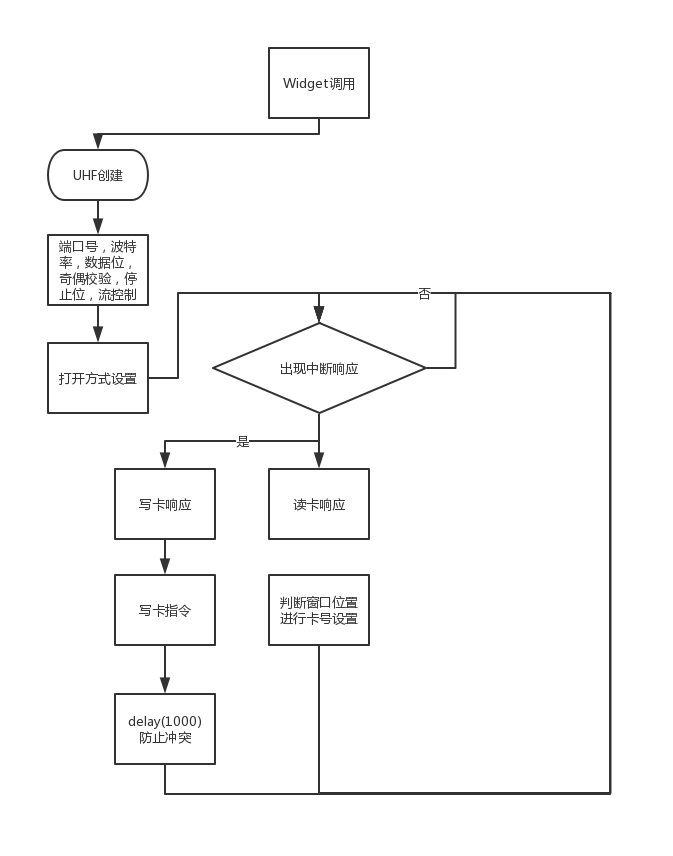 Widget调用
UHF创建
端口号，波特
率，数据位，
奇偶校验，停
止位，流控制
打开方式设置
否
出现中断响应
是
写卡响应
读卡响应
写卡指令
判断窗口位置
进行卡号设置
delay(1000)
防止冲突